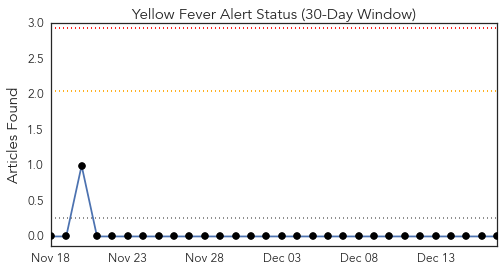 Yellow Fever Alert Status (30-Day Window)
Articles Found
3.0
2.5
2.0
1.5
1.0
0.5
0.0
Nov 18 Nov 23 Nov 28 Dec 03 Dec 08 Dec 13